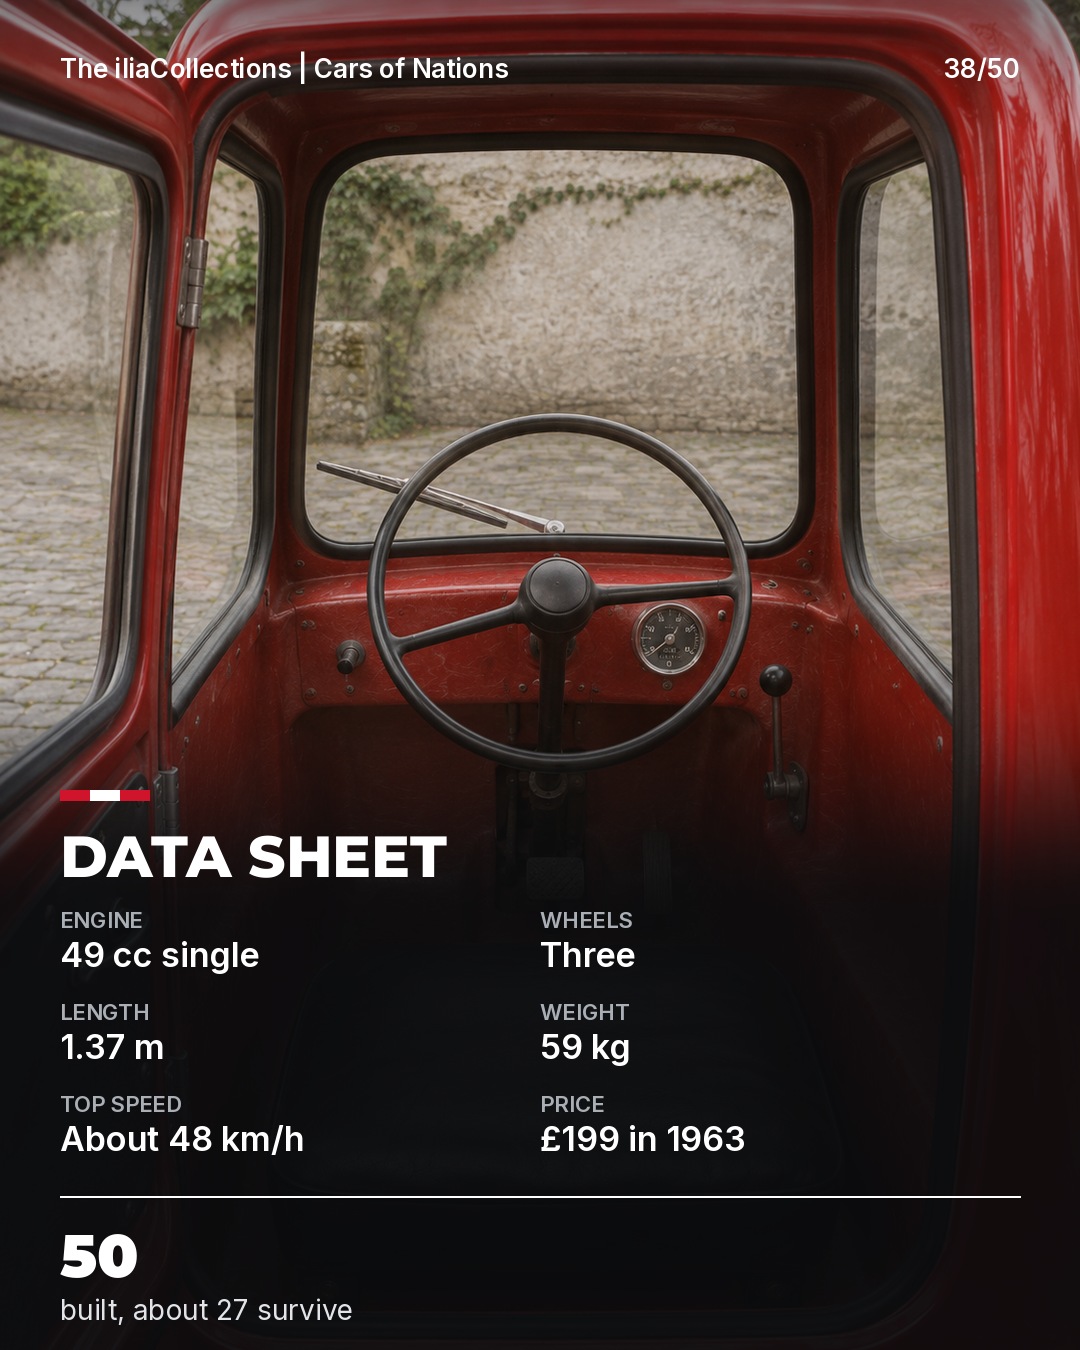 The iliaCollections | Cars of Nations
38/50
DATA SHEET
ENGINE
49 cc single
WHEELS
Three
LENGTH
1.37 m
WEIGHT
59 kg
TOP SPEED
About 48 km/h
PRICE
£199 in 1963
50
built, about 27 survive